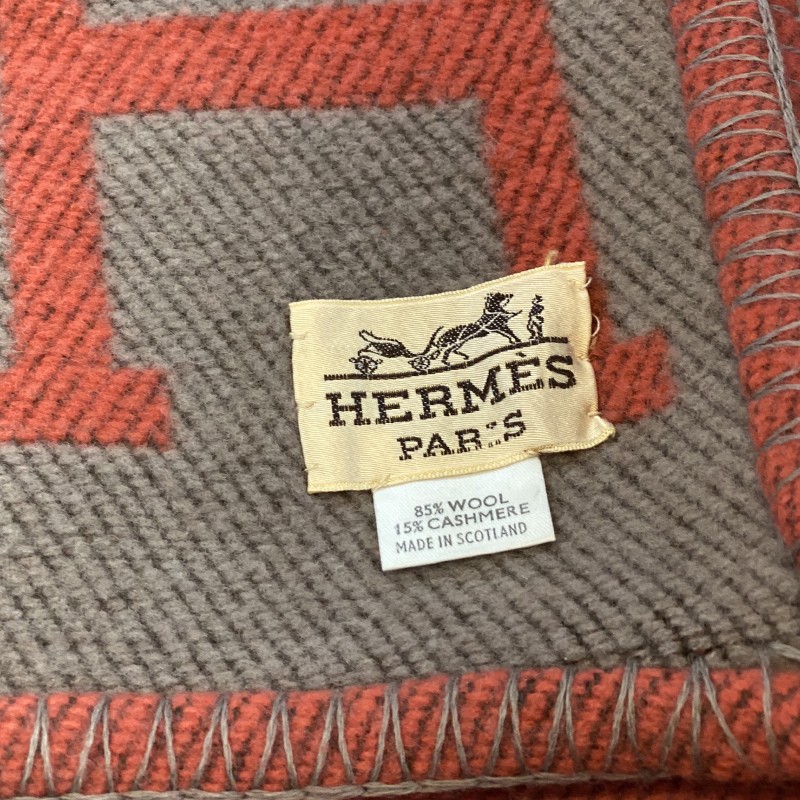 HERMÈS
PARIS
85% WOOL
15% CASHMERE
MADE IN SCOTLAND